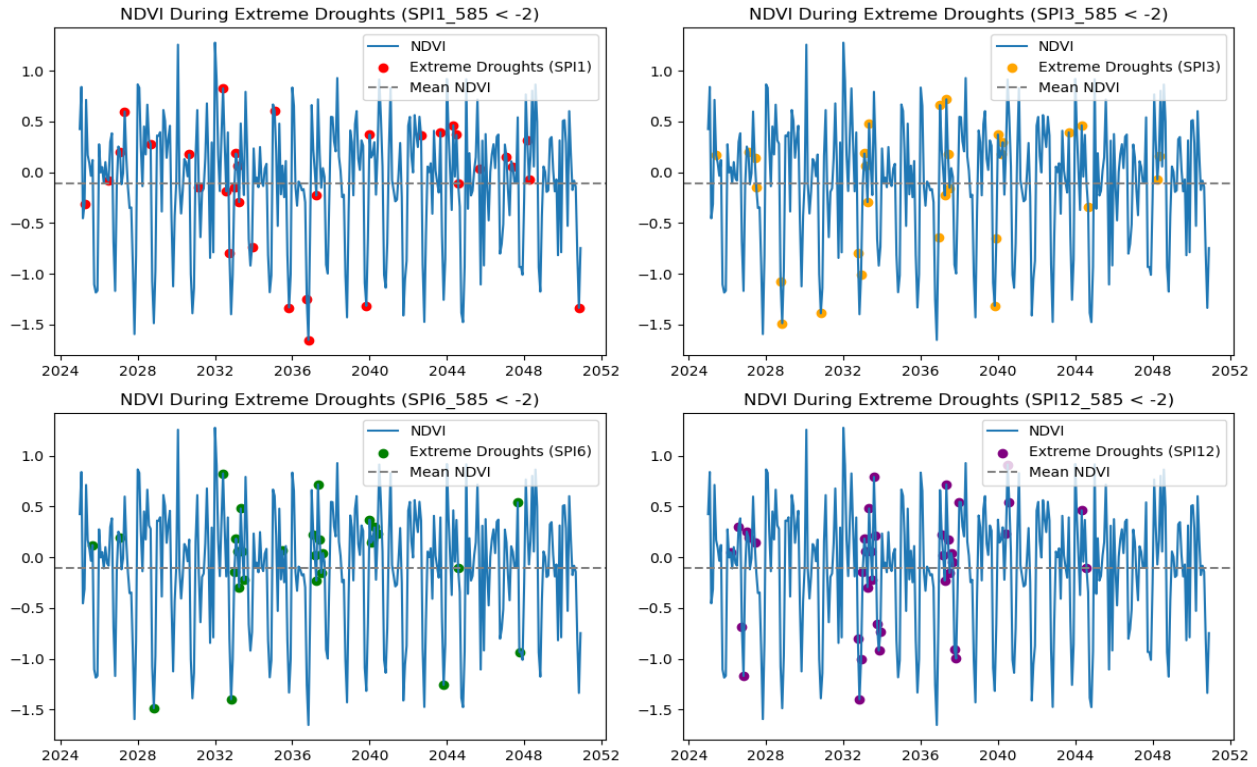 NDVI During Extreme Droughts (SPI1_585 < -2)
NDVI
Extreme Droughts (SPI1)
Mean NDVI
1.0
0.5
0.0
−0.5
−1.0
−1.5
2024 2028 2032 2036 2040 2044 2048 2052
NDVI During Extreme Droughts (SPI3_585 < -2)
NDVI
Extreme Droughts (SPI3)
Mean NDVI
1.0
0.5
0.0
−0.5
−1.0
−1.5
2024 2028 2032 2036 2040 2044 2048 2052
NDVI During Extreme Droughts (SPI6_585 < -2)
NDVI
Extreme Droughts (SPI6)
Mean NDVI
1.0
0.5
0.0
−0.5
−1.0
−1.5
2024 2028 2032 2036 2040 2044 2048 2052
NDVI During Extreme Droughts (SPI12_585 < -2)
NDVI
Extreme Droughts (SPI12)
Mean NDVI
1.0
0.5
0.0
−0.5
−1.0
−1.5
2024 2028 2032 2036 2040 2044 2048 2052